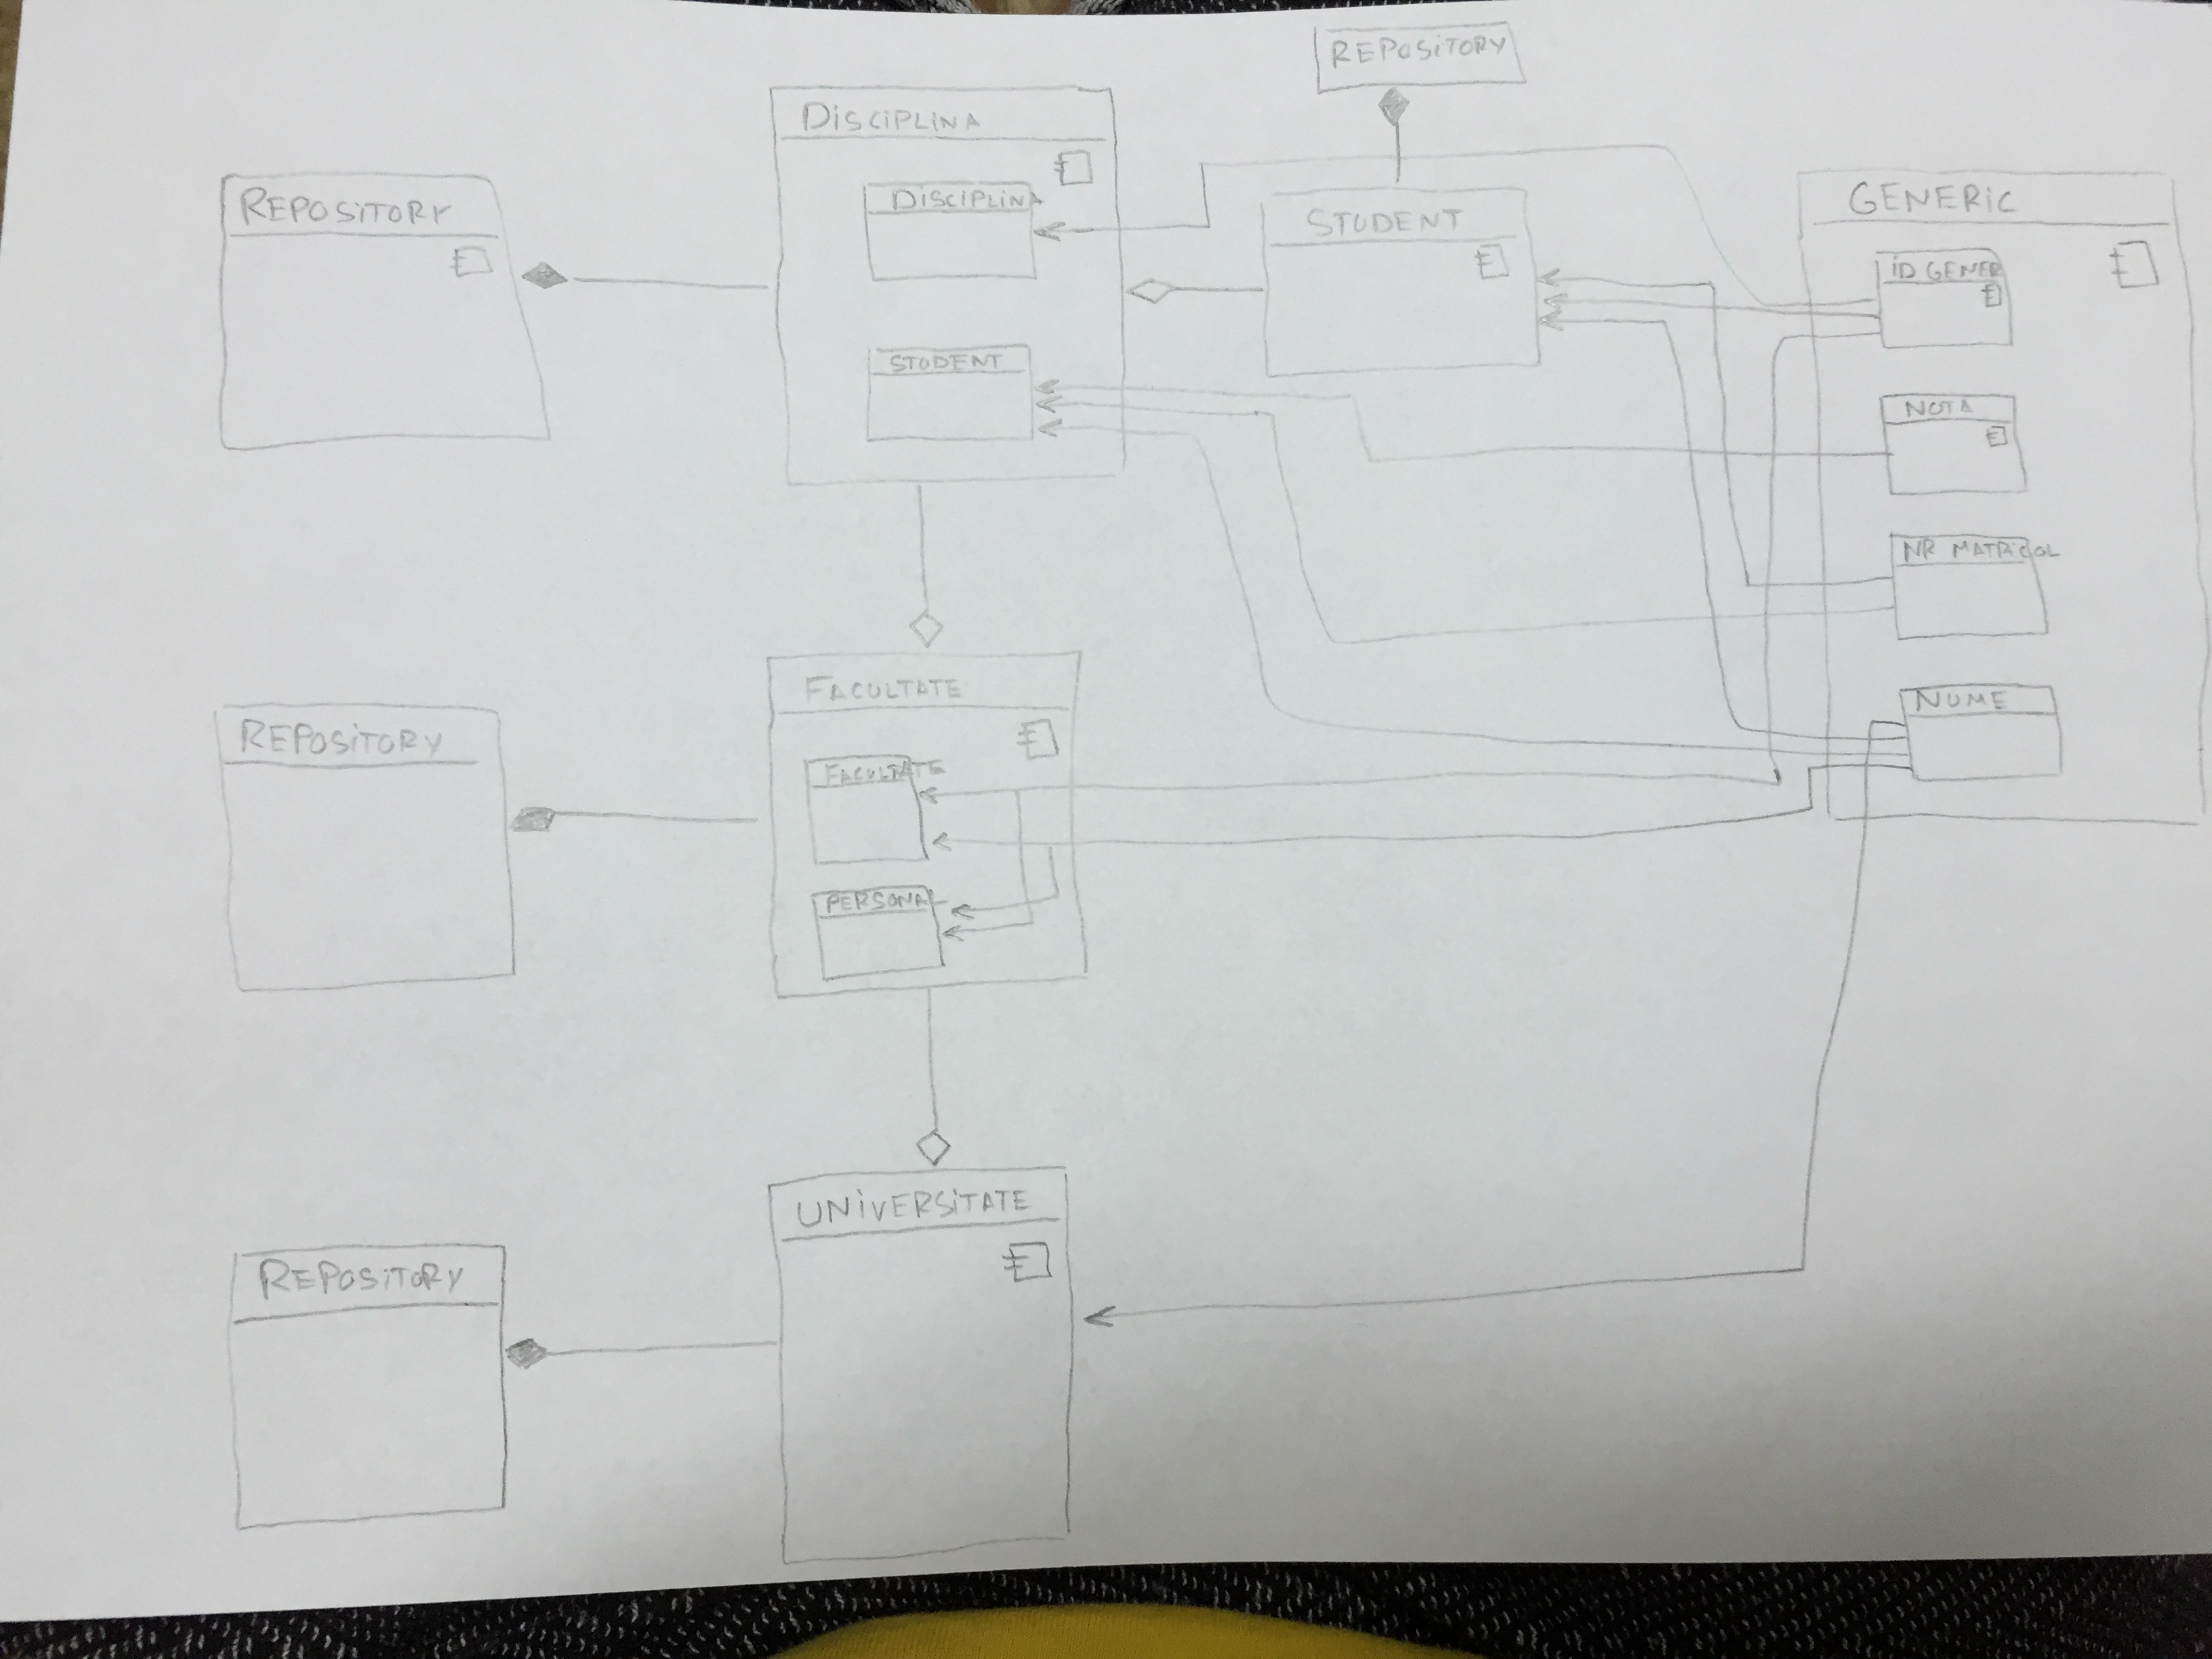 REPOSITORY
DISCIPLINA
DISCIPLINA
STUDENT
REPOSITORY
STUDENT
GENERIC
ID GENER
NOTA
NR MATRICOL
NUME
REPOSITORY
FACULTATE
FACULTATE
PERSONAL
REPOSITORY
UNIVERSITATE